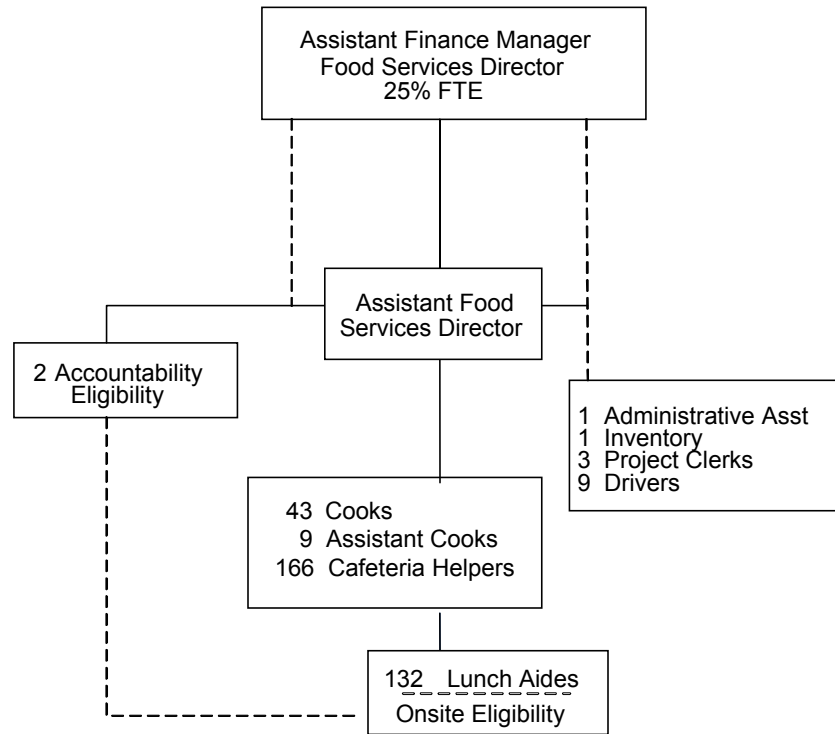 Assistant Finance Manager
Food Services Director
25% FTE
Assistant Food
Services Director
2 Accountability
Eligibility
1 Administrative Asst
1 Inventory
3 Project Clerks
9 Drivers
43 Cooks
9 Assistant Cooks
166 Cafeteria Helpers
132 Lunch Aides
Onsite Eligibility